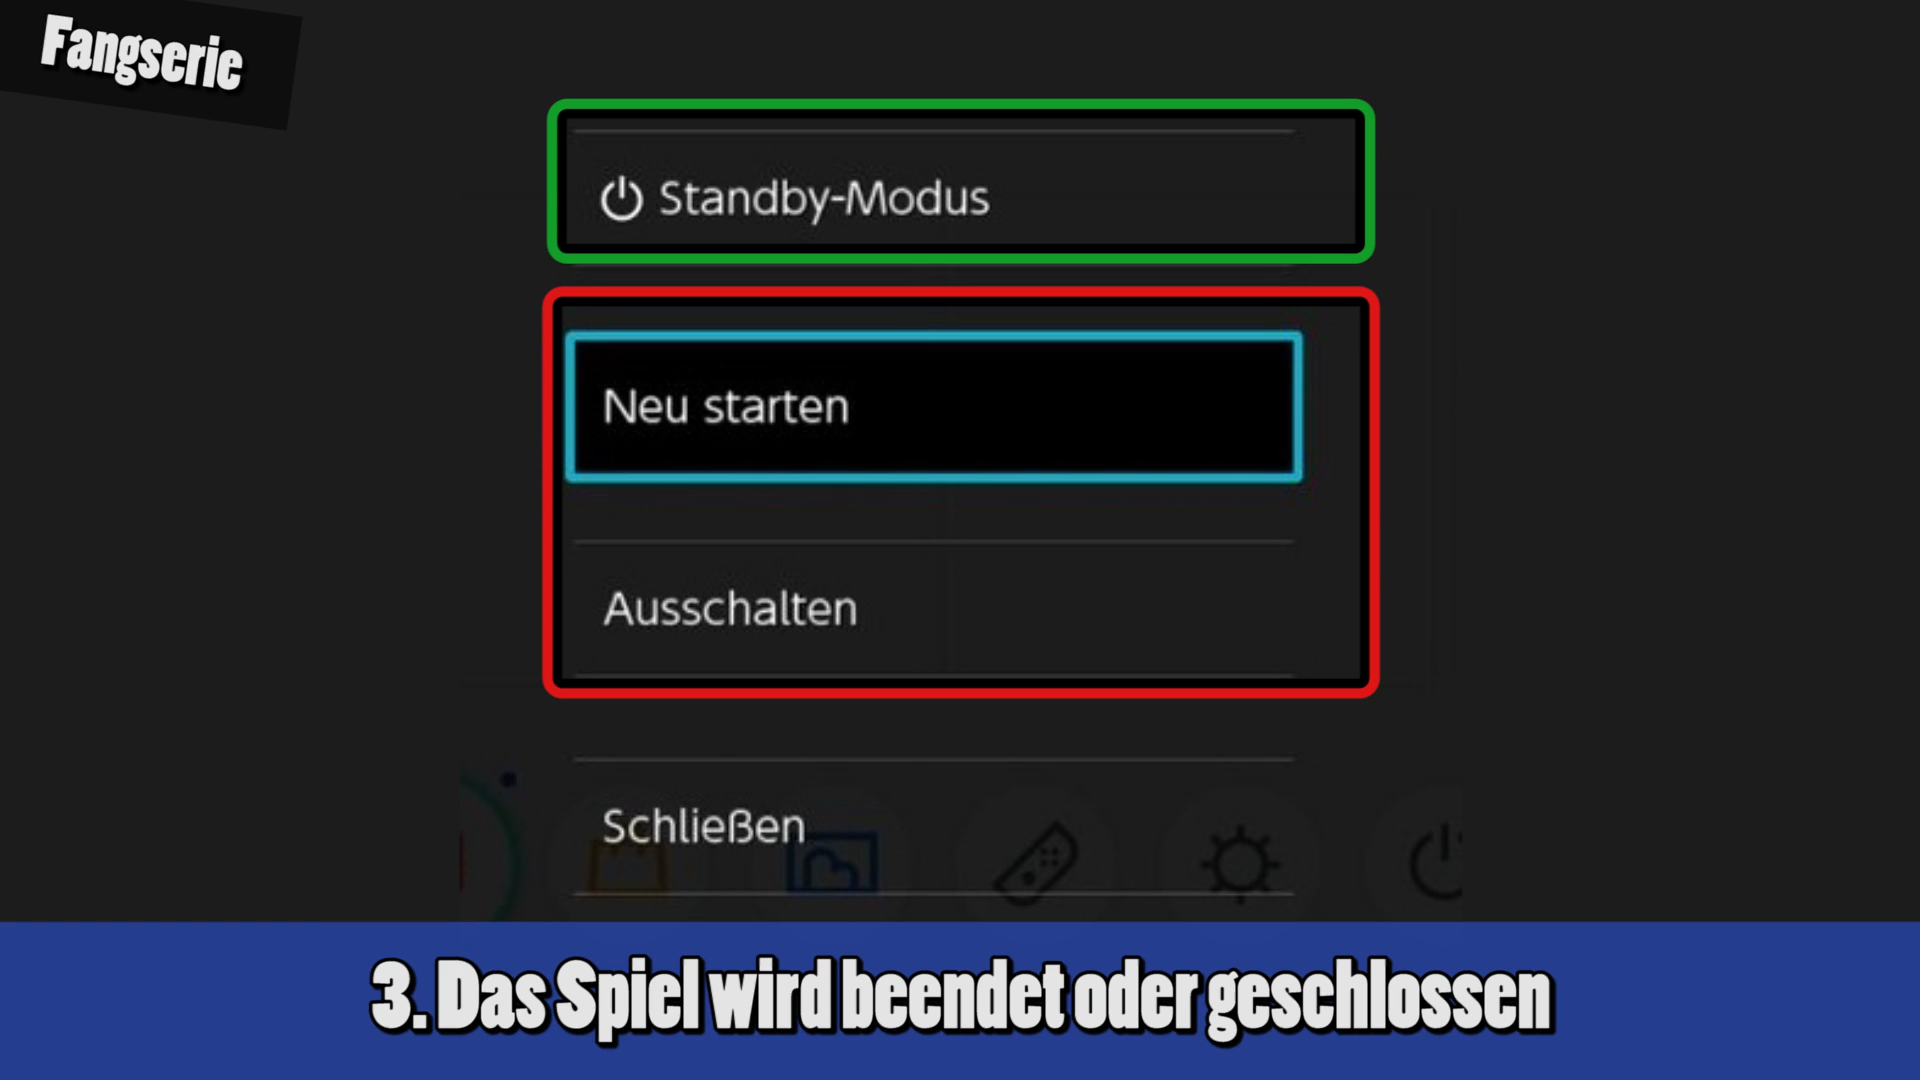 Fangserie
Standby-Modus
Neu starten
Ausschalten
Schließen
3. Das Spiel wird beendet oder geschlossen